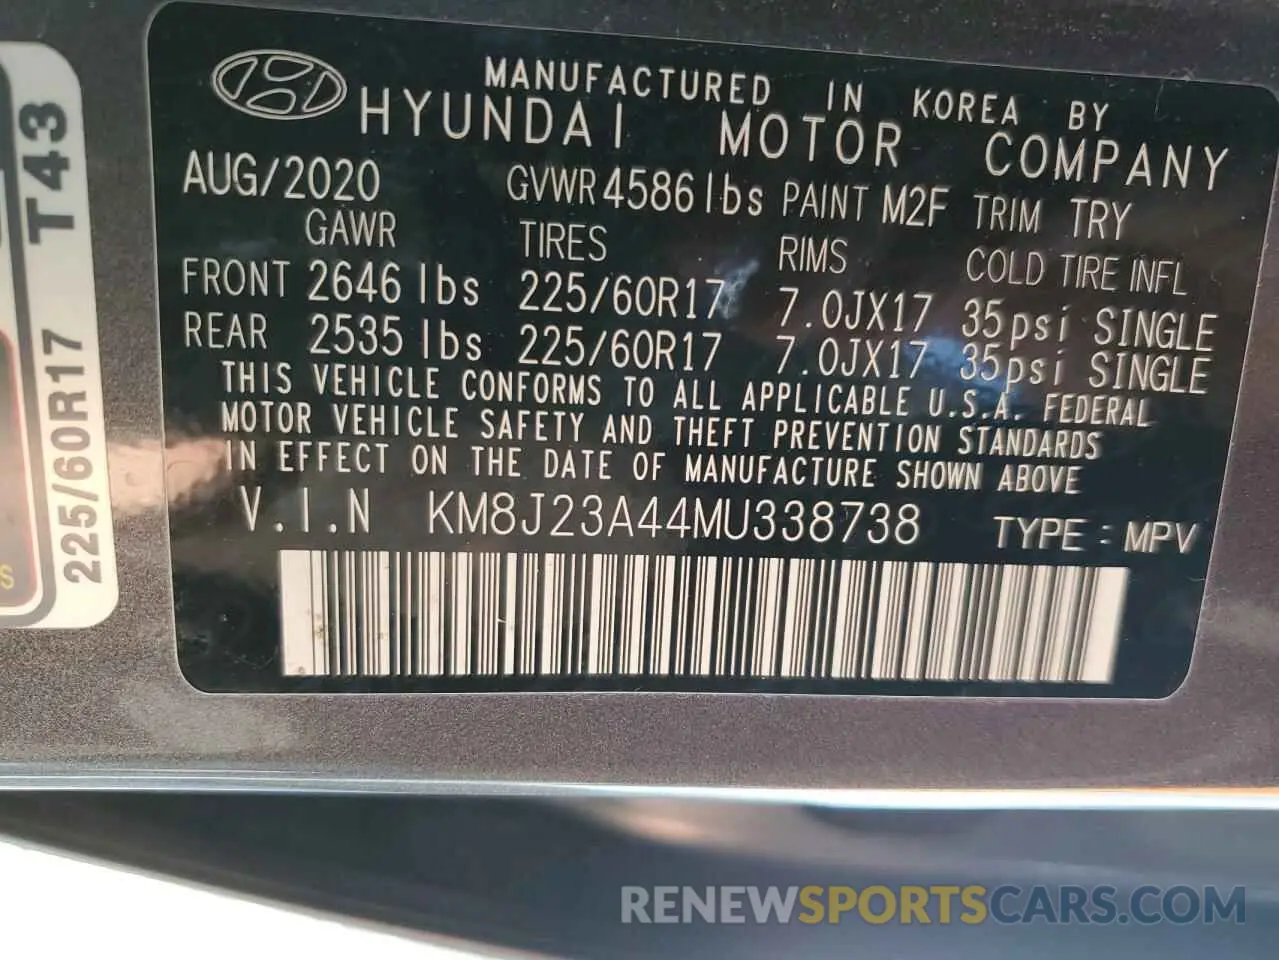 MANUFACTURED IN KOREA BY
HYUNDAI MOTOR COMPANY
AUG/2020 GVWR 4586 lbs PAINT M2F TRIM TRY
GAWR TIRES RIMS COLD TIRE INFL
FRONT 2646 lbs 225/60R17 7.0JX17 35psi SINGLE
REAR 2535 lbs 225/60R17 7.0JX17 35psi SINGLE
THIS VEHICLE CONFORMS TO ALL APPLICABLE U.S.A. FEDERAL
MOTOR VEHICLE SAFETY AND THEFT PREVENTION STANDARDS
IN EFFECT ON THE DATE OF MANUFACTURE SHOWN ABOVE
V.I.N KM8J23A44MU338738 TYPE : MPV
225/60R17 T43
S
RENEWSPORTSCARS.COM